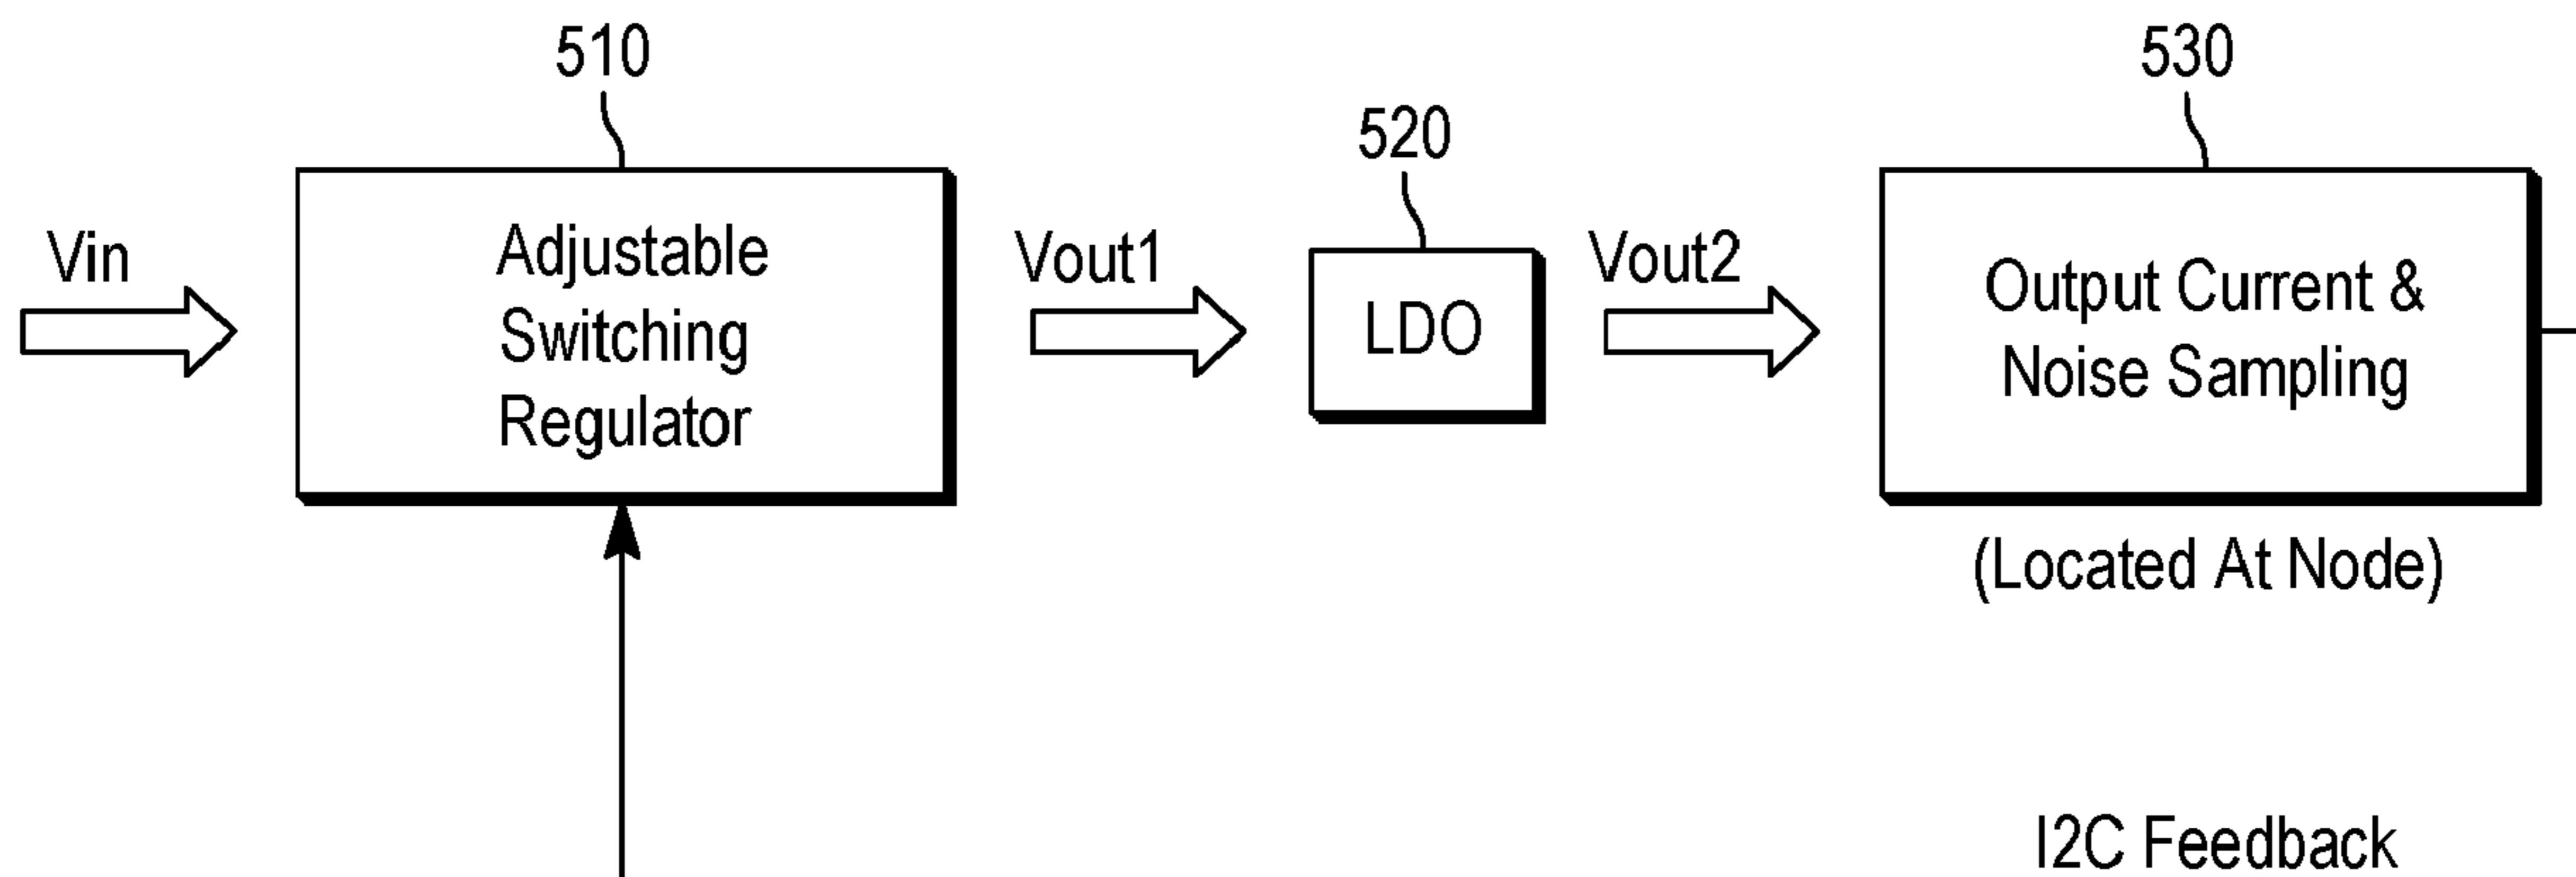 510
530
520
Vin
Adjustable
Switching
Regulator
Vout1
LDO
Vout2
Output Current &
Noise Sampling
(Located At Node)
I2C Feedback